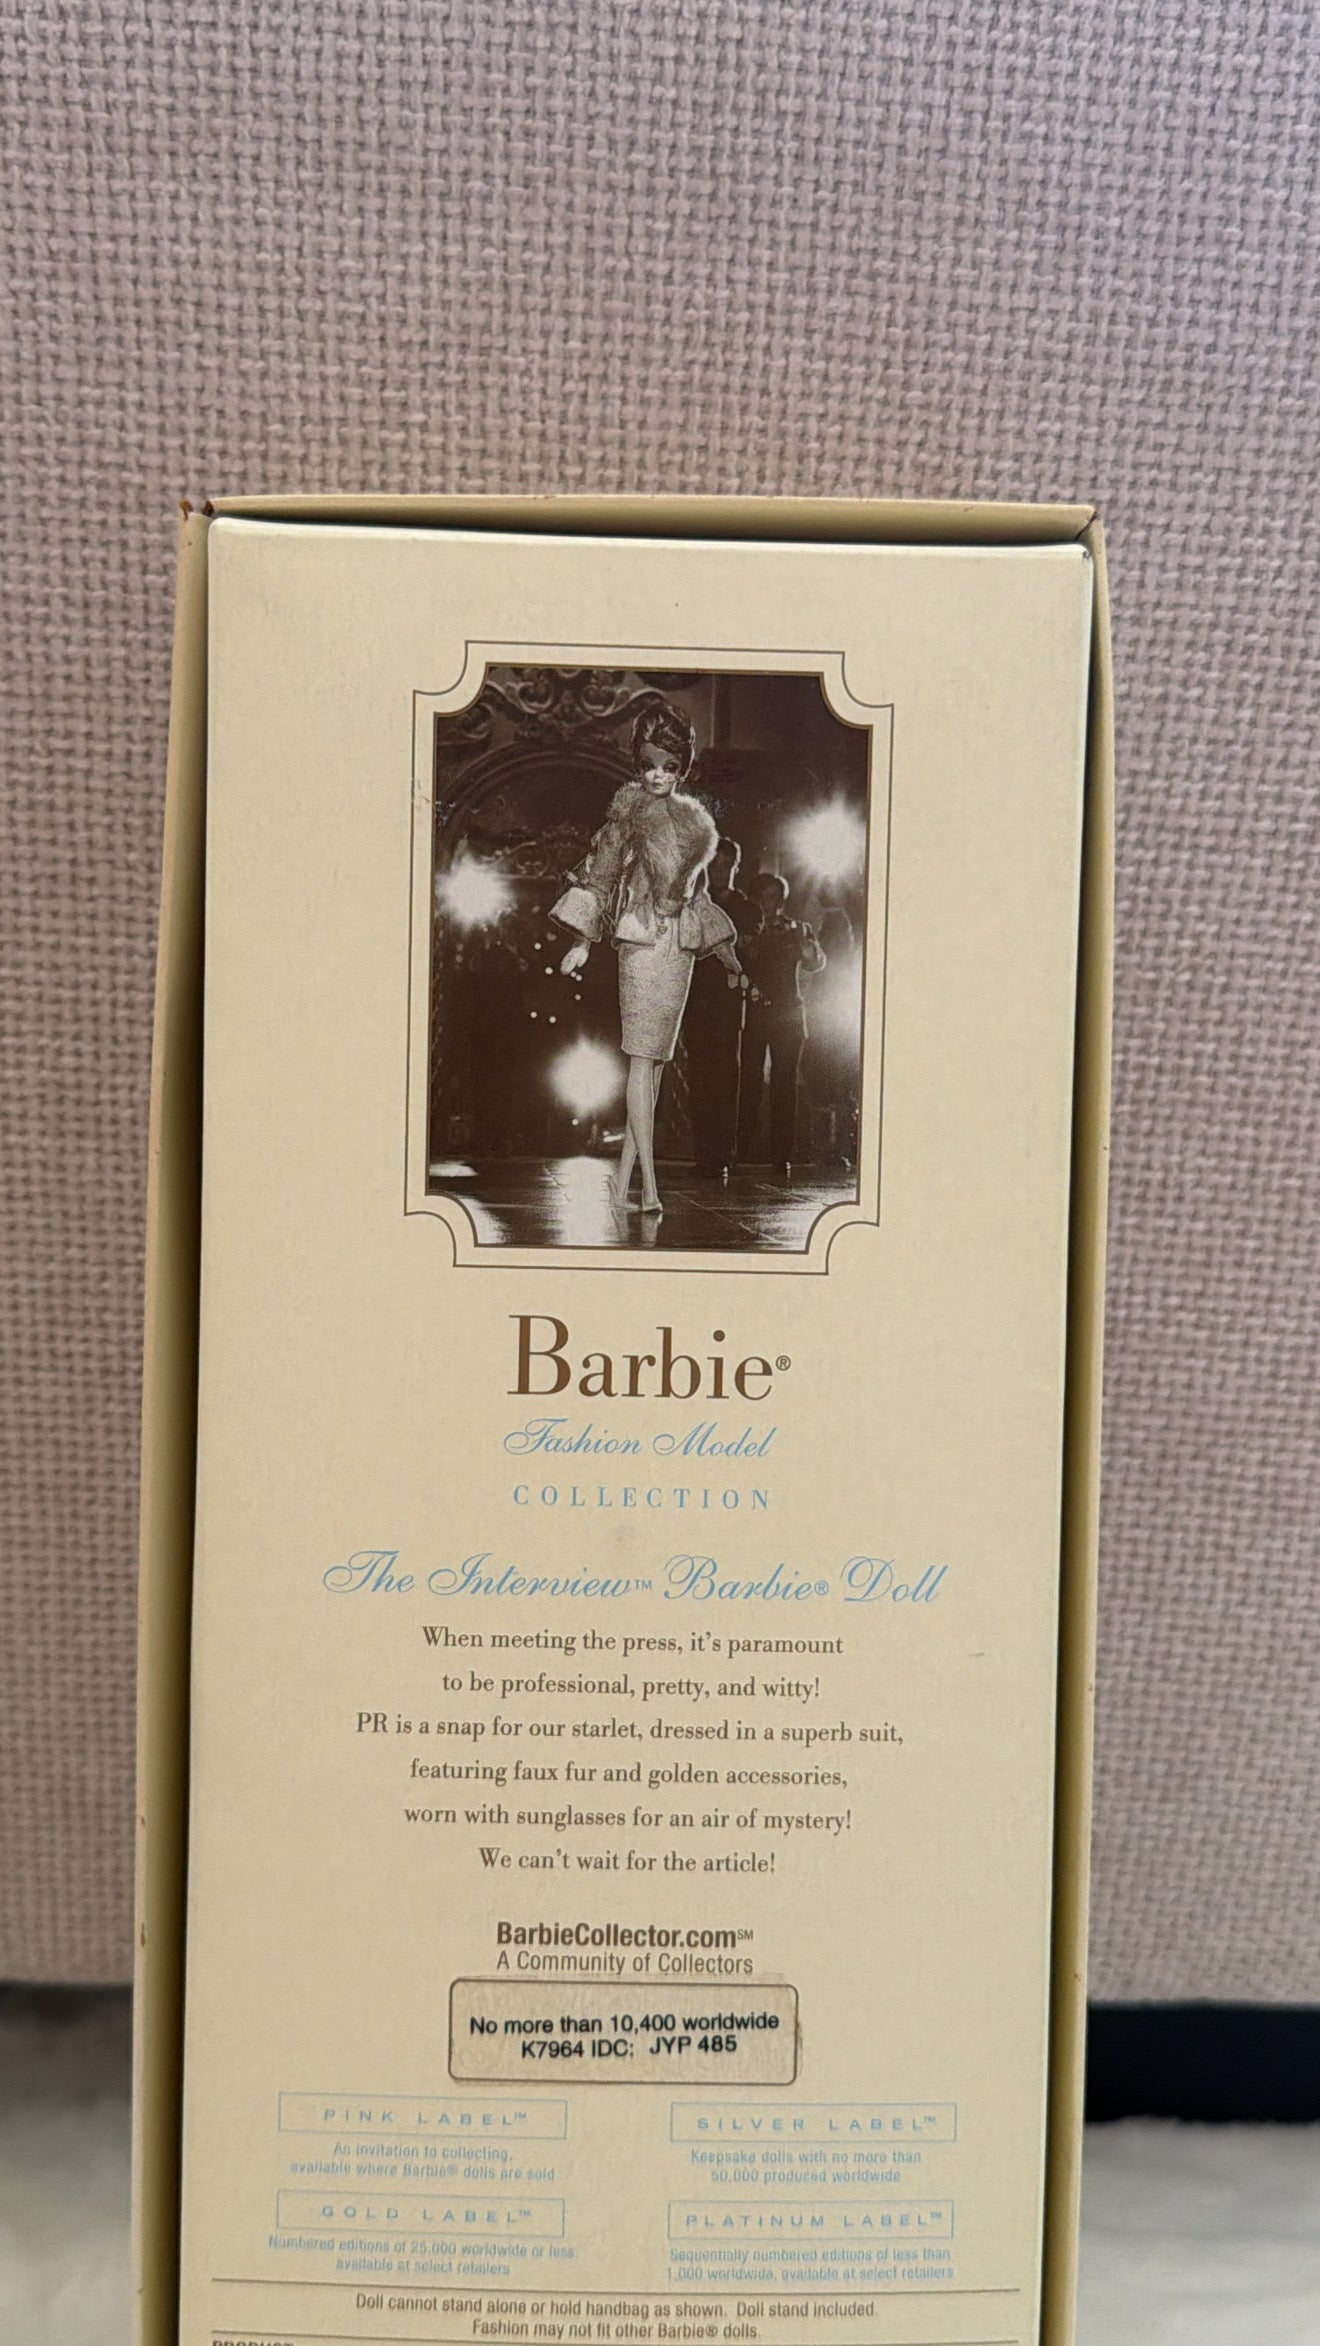 Barbie®
Fashion Model
COLLECTION
The Interview™ Barbie® Doll
When meeting the press, it's paramount
to be professional, pretty, and witty!
PR is a snap for our starlet, dressed in a superb suit,
featuring faux fur and golden accessories,
worn with sunglasses for an air of mystery!
We can't wait for the article!
BarbieCollector.com℠
A Community of Collectors
No more than 10,400 worldwide
K7964 IDC: JYP 485
PINK LABEL™
An invitation to collecting,
available where Barbie® dolls are sold
SILVER LABEL™
Keepsake dolls with no more than
50,000 produced worldwide
GOLD LABEL™
Numbered editions of 25,000 worldwide or less,
available at select retailers
PLATINUM LABEL™
Sequentially numbered editions of less than
1,000 worldwide, available at select retailers.
Doll cannot stand alone or hold handbag as shown. Doll stand included.
Fashion may not fit other Barbie® dolls.